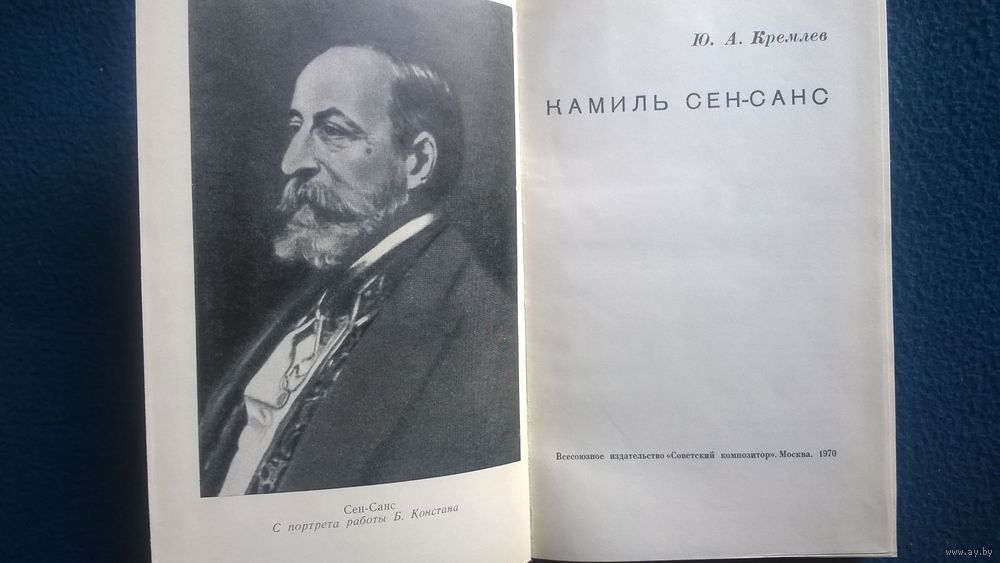 Сен-Санс
С портрета работы Б. Констана
Ю. А. Кремлев
КАМИЛЬ СЕН-САНС
Всесоюзное издательство «Советский композитор». Москва, 1970
www.ay.by